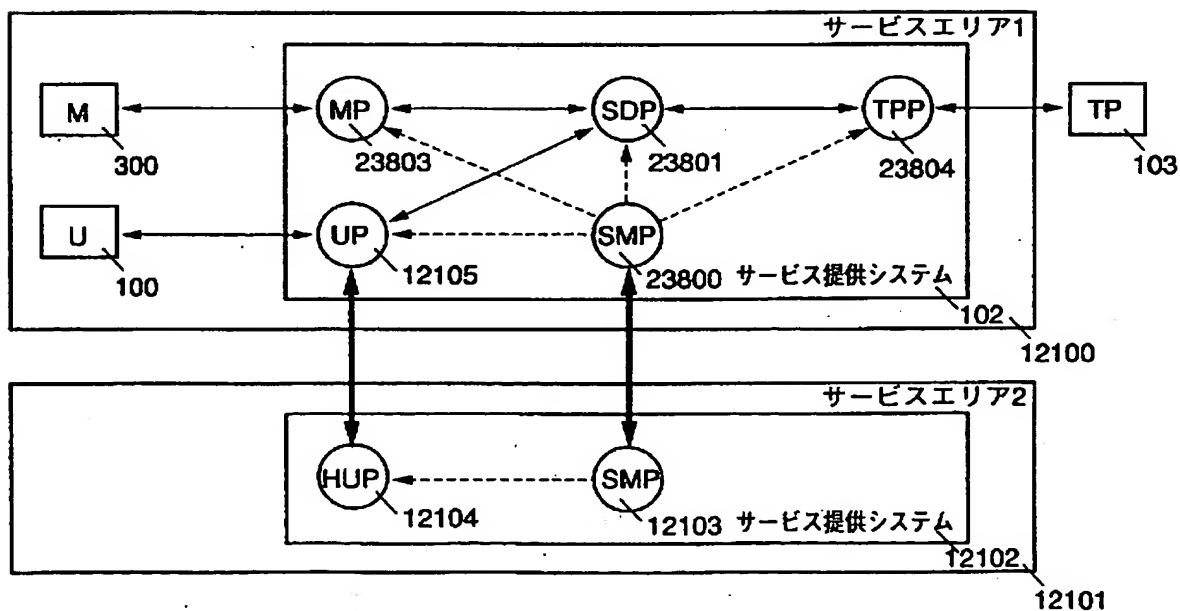 サービスエリア1
M
300
MP
23803
SDP
23801
TPP
23804
TP
103
U
100
UP
12105
SMP
23800
サービス提供システム
102
12100
サービスエリア2
HUP
12104
SMP
12103
サービス提供システム
12102
12101